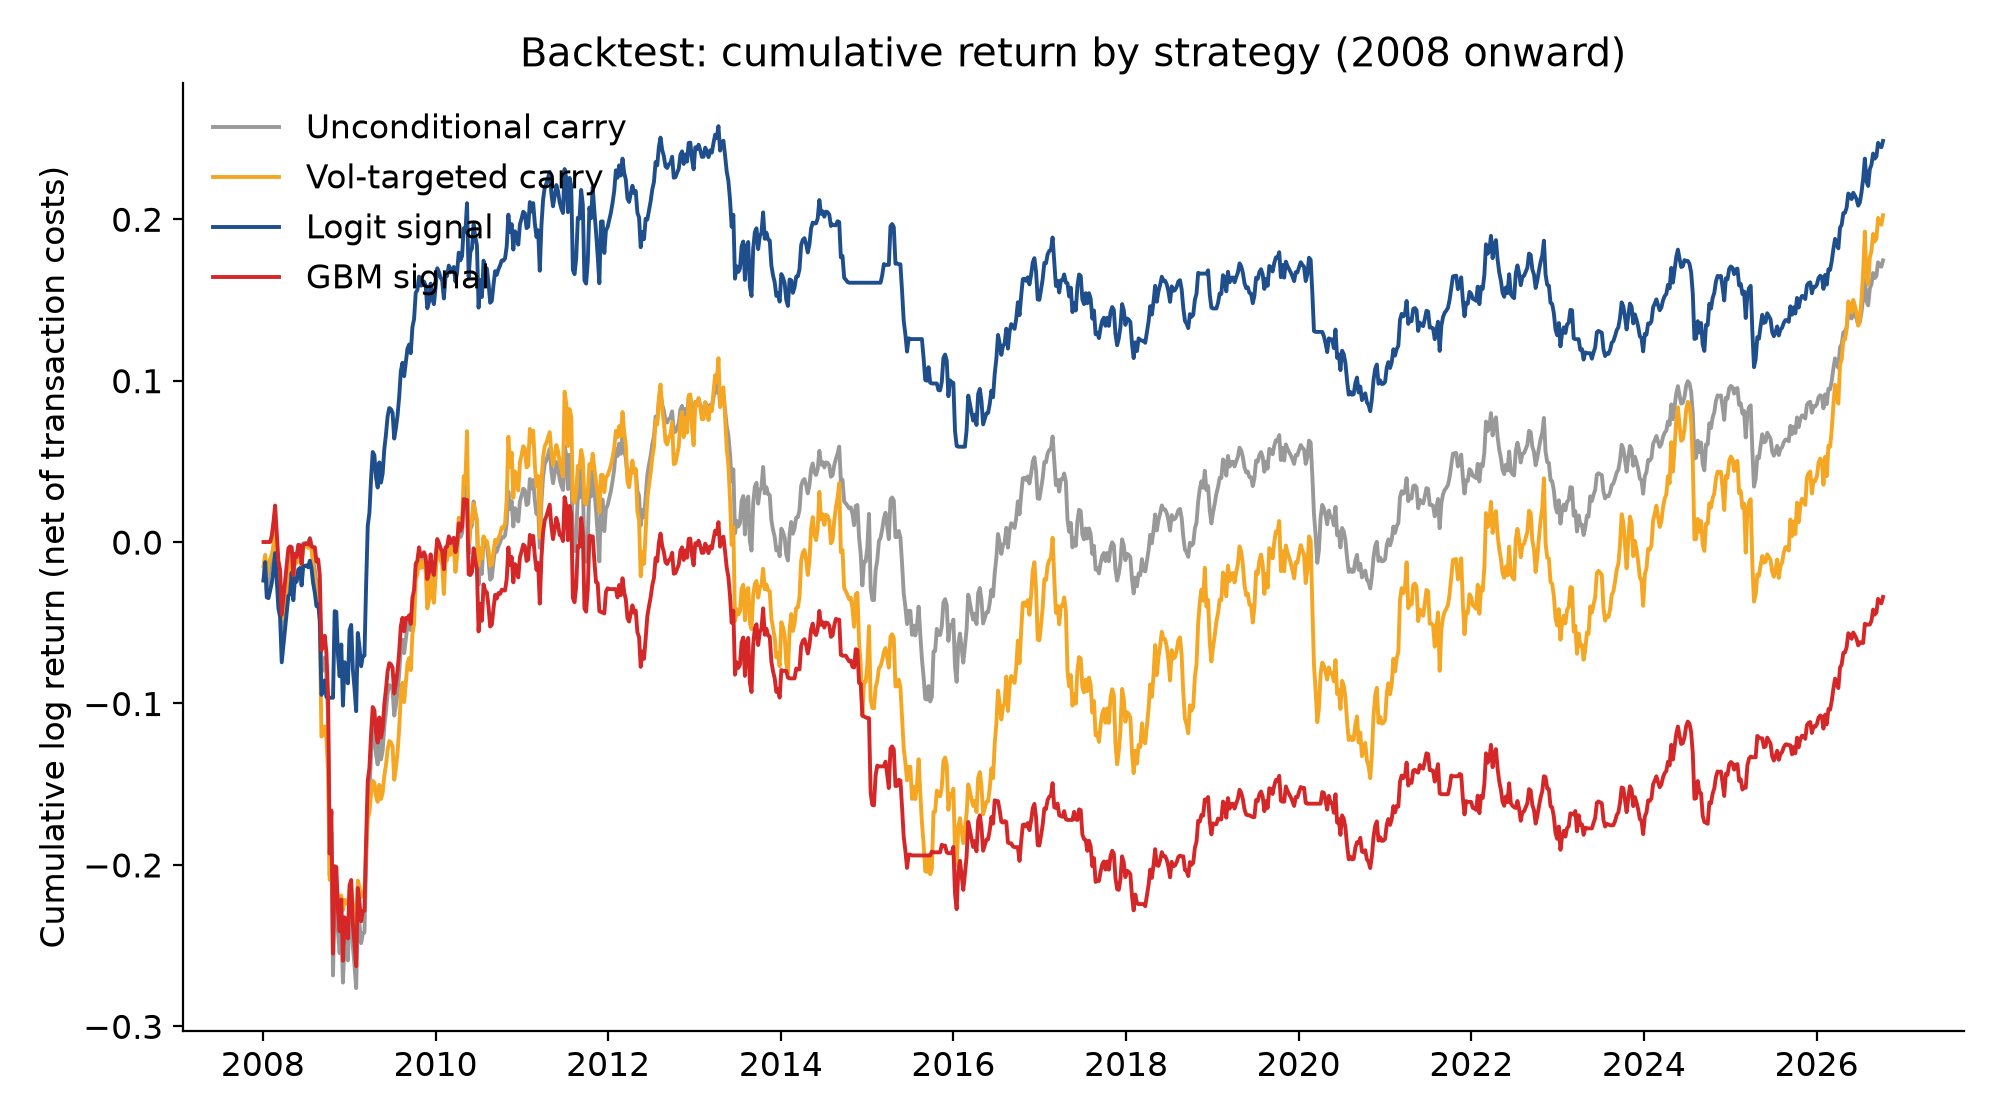 Backtest: cumulative return by strategy (2008 onward)
Unconditional carry
Vol-targeted carry
Logit signal
GBM signal
Cumulative log return (net of transaction costs)
0.2
0.1
0.0
−0.1
−0.2
−0.3
2008 2010 2012 2014 2016 2018 2020 2022 2024 2026